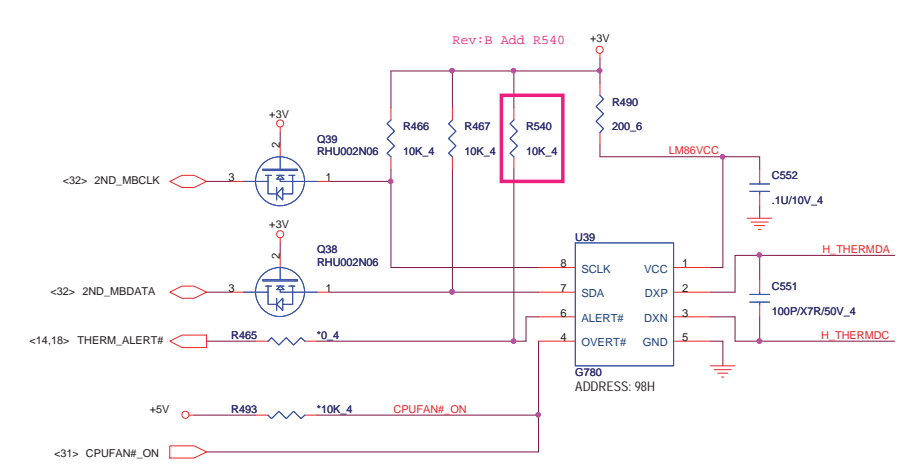 Rev:B Add R540
+3V
R466
10K_4
R467
10K_4
R540
10K_4
R490
200_6
LM86VCC
C552
.1U/10V_4
+3V
2
Q39
RHU002N06
<32> 2ND_MBCLK
3
1
+3V
2
Q38
RHU002N06
<32> 2ND_MBDATA
3
1
U39
8 SCLK VCC 1
7 SDA DXP 2
6 ALERT# DXN 3
4 OVERT# GND 5
G780
ADDRESS: 98H
H_THERMDA
C551
100P/X7R/50V_4
H_THERMDC
<14,18> THERM_ALERT#
R465
*0_4
+5V
R493
*10K_4
CPUFAN#_ON
<31> CPUFAN#_ON